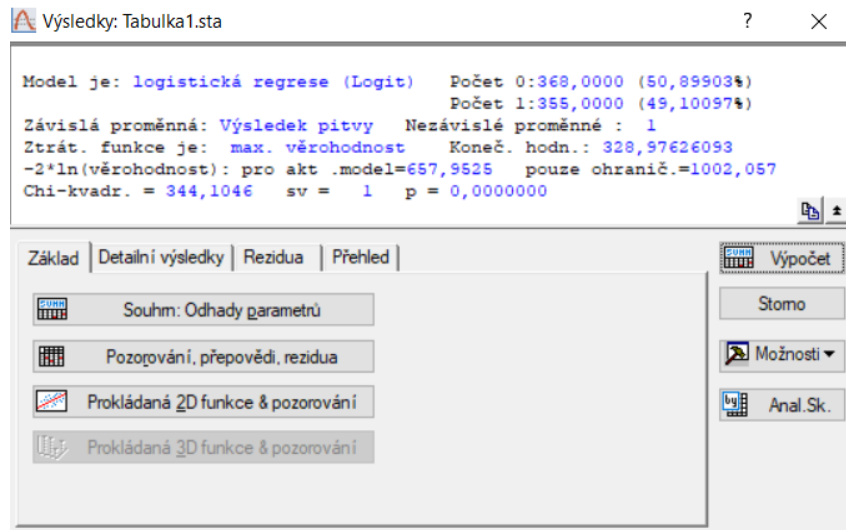 Výsledky: Tabulka1.sta ? ×
Model je: logistická regrese (Logit) Počet 0:368,0000 (50,89903%)
Počet 1:355,0000 (49,10097%)
Závislá proměnná: Výsledek pitvy Nezávislé proměnné : 1
Ztrát. funkce je: max. věrohodnost Koneč. hodn.: 328,97626093
-2*ln(věrohodnost): pro akt .model=657,9525 pouze ohranič.=1002,057
Chi-kvadr. = 344,1046 sv = 1 p = 0,0000000
Základ Detailní výsledky Rezidua Přehled
Výpočet
Souhrn: Odhady parametrů
Storno
Pozorování, přepovědi, rezidua
Možnosti
Prokládaná 2D funkce & pozorování
Anal.Sk.
Prokládaná 3D funkce & pozorování